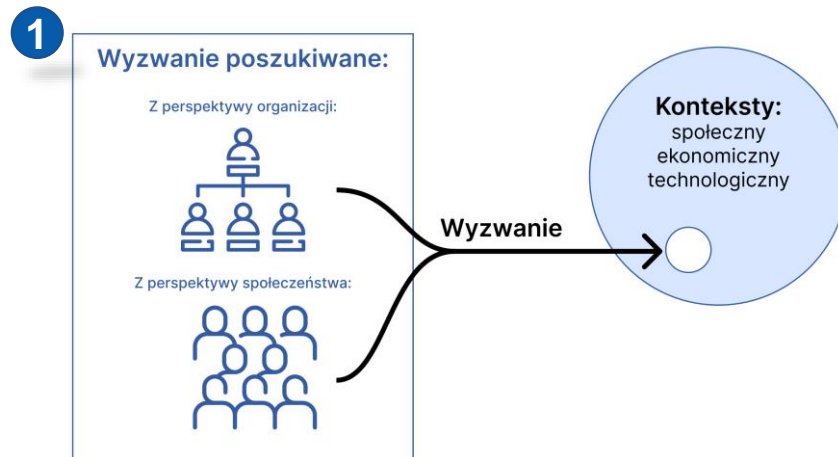 1
Wyzwanie poszukiwane:
Z perspektywy organizacji:
Z perspektywy społeczeństwa:
Wyzwanie
Konteksty:
społeczny
ekonomiczny
technologiczny